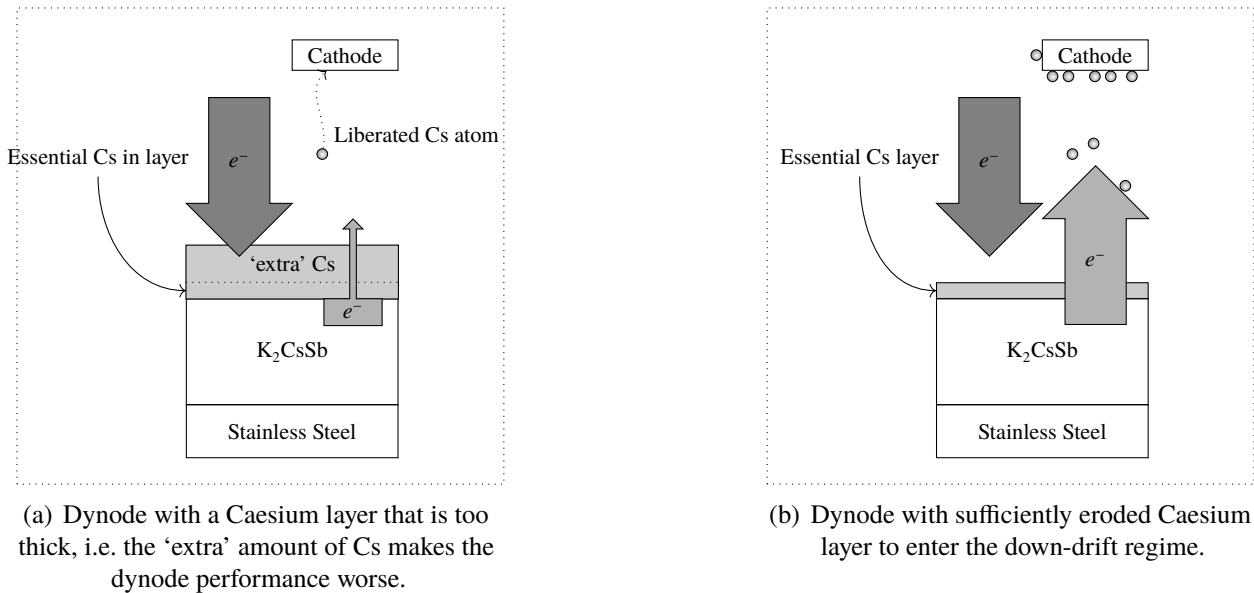 Cathode
Liberated Cs atom
e⁻
Essential Cs in layer
‘extra’ Cs
e⁻
K₂CsSb
Stainless Steel
(a) Dynode with a Caesium layer that is too
thick, i.e. the ‘extra’ amount of Cs makes the
dynode performance worse.
Cathode
e⁻
Essential Cs layer
e⁻
K₂CsSb
Stainless Steel
(b) Dynode with sufficiently eroded Caesium
layer to enter the down-drift regime.